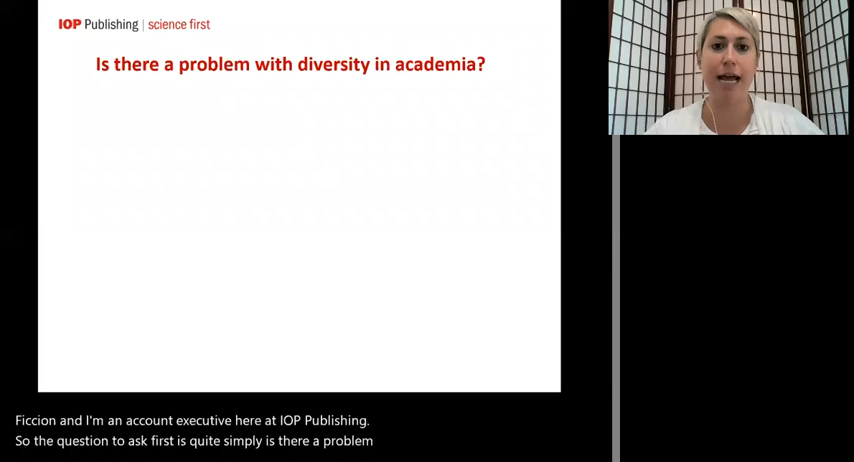 IOP Publishing | science first
Is there a problem with diversity in academia?
Ficcion and I'm an account executive here at IOP Publishing.
So the question to ask first is quite simply is there a problem